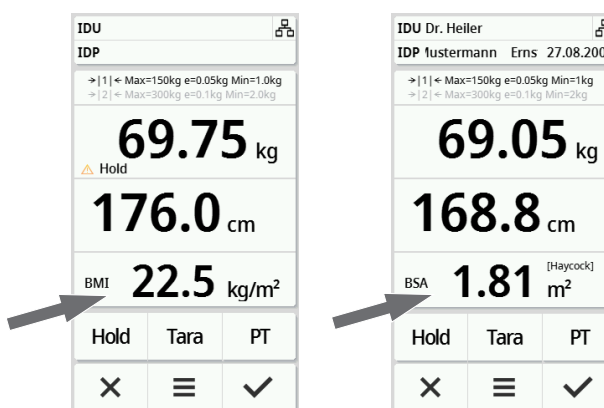 IDU
IDP
→|1|← Max=150kg e=0.05kg Min=1.0kg
→|2|← Max=300kg e=0.1kg Min=2.0kg
69.75 kg
Hold
176.0 cm
BMI 22.5 kg/m²
Hold Tara PT
IDU Dr. Heiler
IDP Mustermann Erns 27.08.200
→|1|← Max=150kg e=0.05kg Min=1kg
→|2|← Max=300kg e=0.1kg Min=2kg
69.05 kg
168.8 cm
BSA 1.81 [Haycock] m²
Hold Tara PT